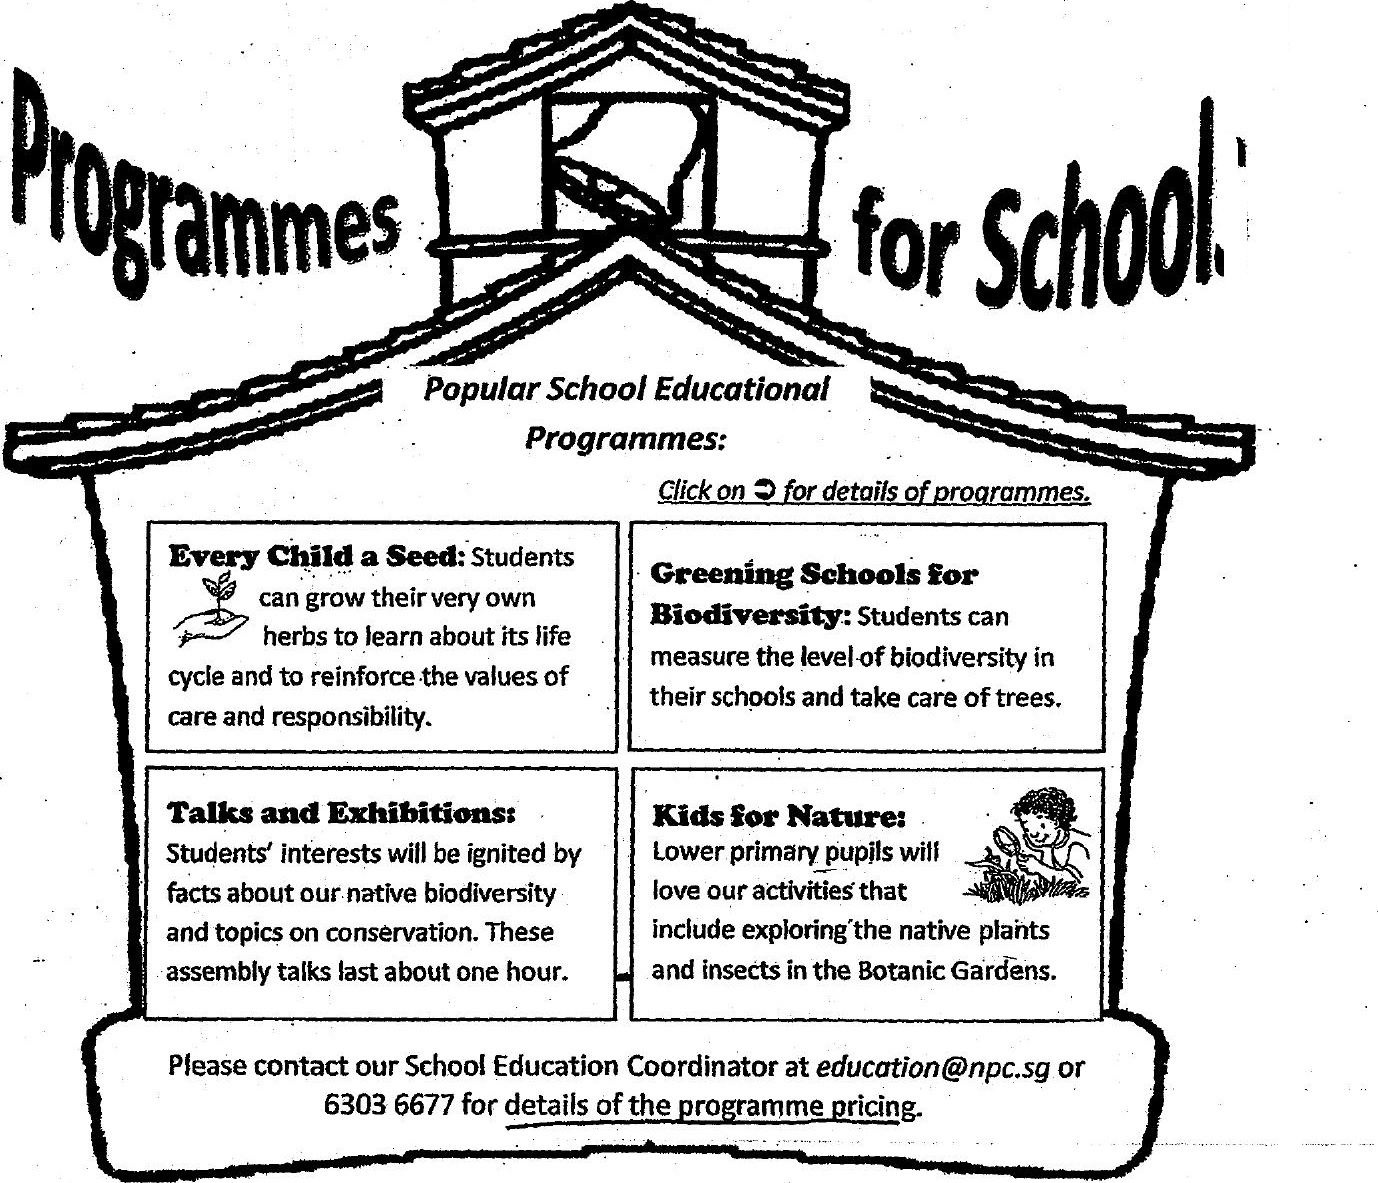 Programmes for School
Popular School Educational
Programmes:
Click on ➲ for details of programmes.
Every Child a Seed: Students
can grow their very own
herbs to learn about its life
cycle and to reinforce the values of
care and responsibility.
Greening Schools for
Biodiversity: Students can
measure the level of biodiversity in
their schools and take care of trees.
Talks and Exhibitions:
Students' interests will be ignited by
facts about our native biodiversity
and topics on conservation. These
assembly talks last about one hour.
Kids for Nature:
Lower primary pupils will
love our activities that
include exploring the native plants
and insects in the Botanic Gardens.
Please contact our School Education Coordinator at education@npc.sg or
6303 6677 for details of the programme pricing.